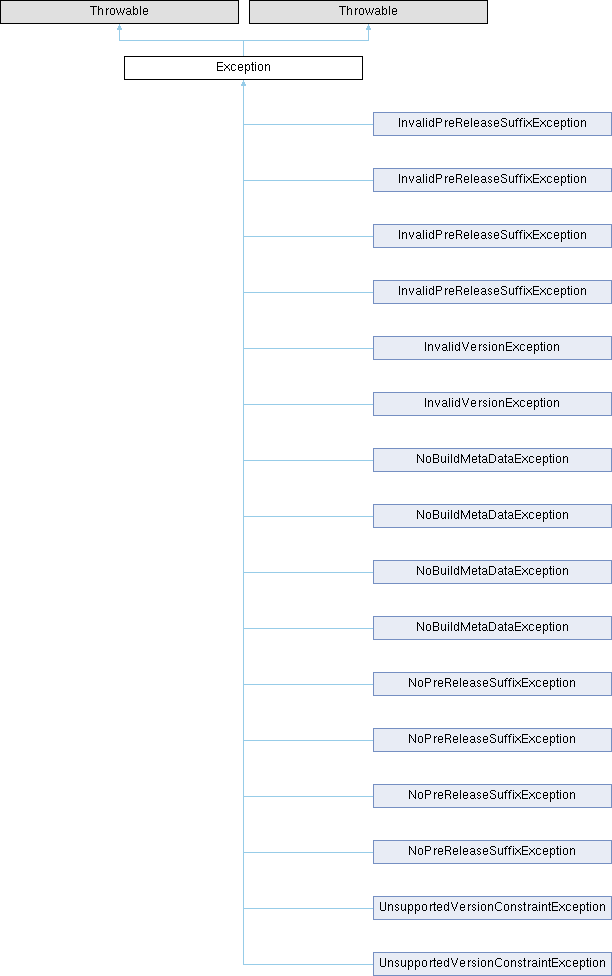 Throwable
Throwable
Exception
InvalidPreReleaseSuffixException
InvalidPreReleaseSuffixException
InvalidPreReleaseSuffixException
InvalidPreReleaseSuffixException
InvalidVersionException
InvalidVersionException
NoBuildMetaDataException
NoBuildMetaDataException
NoBuildMetaDataException
NoBuildMetaDataException
NoPreReleaseSuffixException
NoPreReleaseSuffixException
NoPreReleaseSuffixException
NoPreReleaseSuffixException
UnsupportedVersionConstraintException
UnsupportedVersionConstraintException